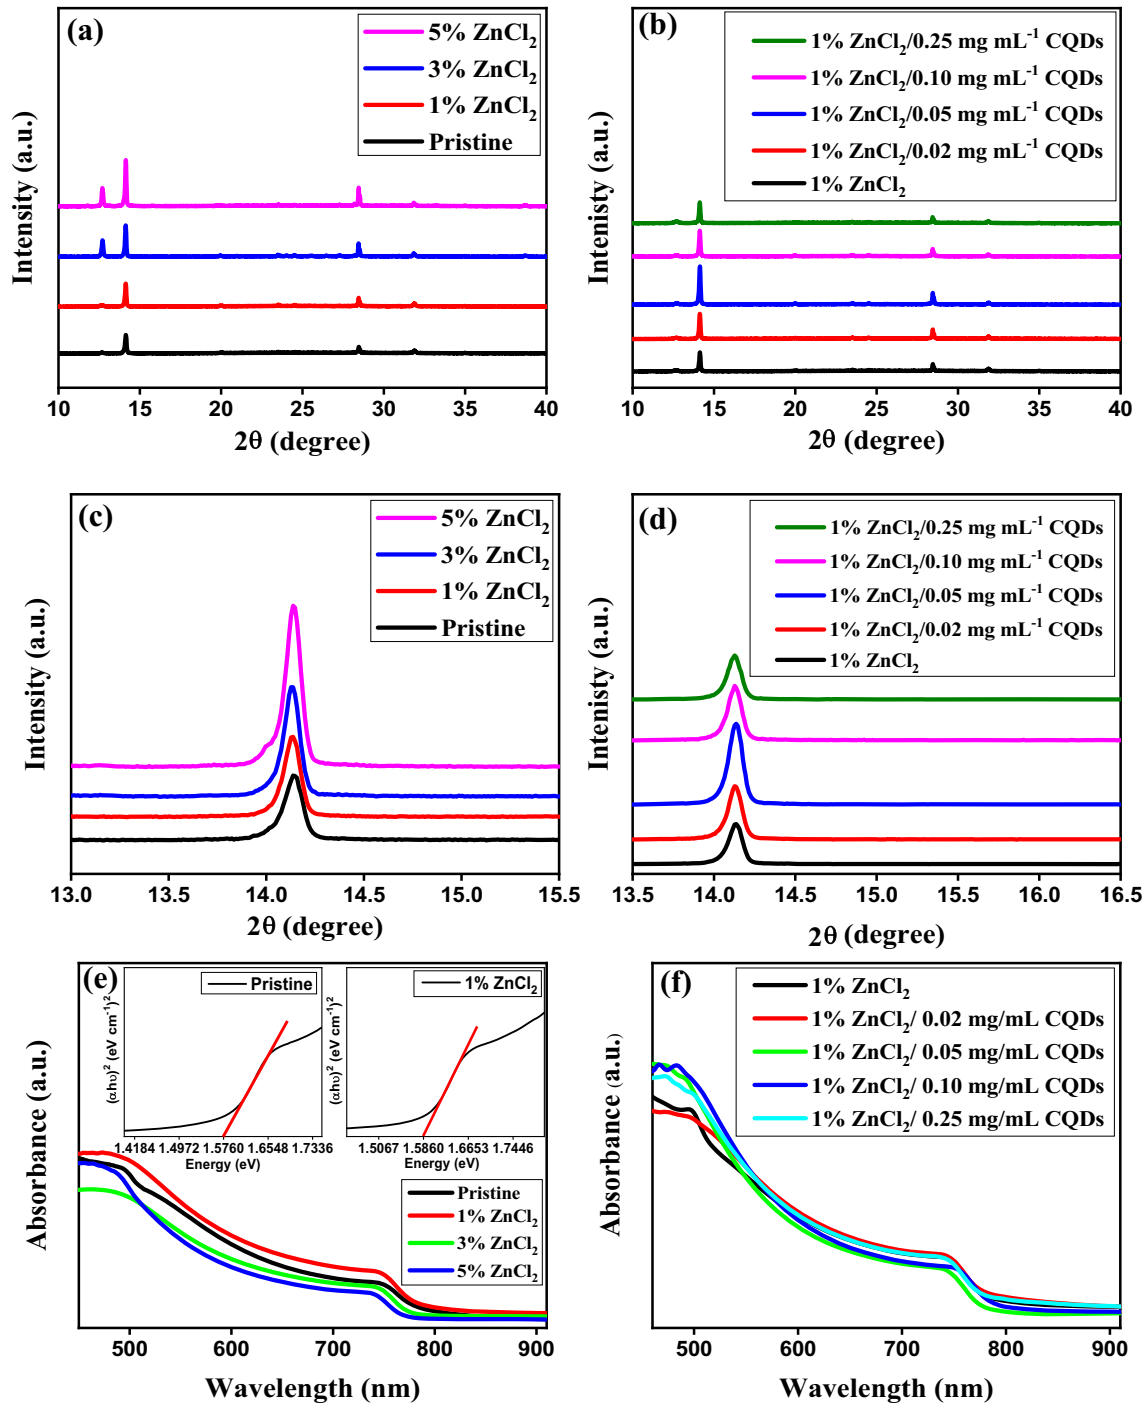 (a)
5% ZnCl₂
3% ZnCl₂
1% ZnCl₂
Pristine
Intensity (a.u.)
10 15 20 25 30 35 40
2θ (degree)
(b)
1% ZnCl₂/0.25 mg mL⁻¹ CQDs
1% ZnCl₂/0.10 mg mL⁻¹ CQDs
1% ZnCl₂/0.05 mg mL⁻¹ CQDs
1% ZnCl₂/0.02 mg mL⁻¹ CQDs
1% ZnCl₂
Intenisty (a.u.)
10 15 20 25 30 35 40
2θ (degree)
(c)
5% ZnCl₂
3% ZnCl₂
1% ZnCl₂
Pristine
Intensity (a.u.)
13.0 13.5 14.0 14.5 15.0 15.5
2θ (degree)
(d)
1% ZnCl₂/0.25 mg mL⁻¹ CQDs
1% ZnCl₂/0.10 mg mL⁻¹ CQDs
1% ZnCl₂/0.05 mg mL⁻¹ CQDs
1% ZnCl₂/0.02 mg mL⁻¹ CQDs
1% ZnCl₂
Intenisty (a.u.)
13.5 14.0 14.5 15.0 15.5 16.0 16.5
2θ (degree)
(e)
Pristine
(αhυ)² (eV cm⁻¹)²
1.4184 1.4972 1.5760 1.6548 1.7336
Energy (eV)
1% ZnCl₂
(αhυ)² (eV cm⁻¹)²
1.5067 1.5860 1.6653 1.7446
Energy (eV)
Pristine
1% ZnCl₂
3% ZnCl₂
5% ZnCl₂
Absorbance (a.u.)
500 600 700 800 900
Wavelength (nm)
(f)
1% ZnCl₂
1% ZnCl₂/ 0.02 mg/mL CQDs
1% ZnCl₂/ 0.05 mg/mL CQDs
1% ZnCl₂/ 0.10 mg/mL CQDs
1% ZnCl₂/ 0.25 mg/mL CQDs
Absorbance (a.u.)
500 600 700 800 900
Wavelength (nm)